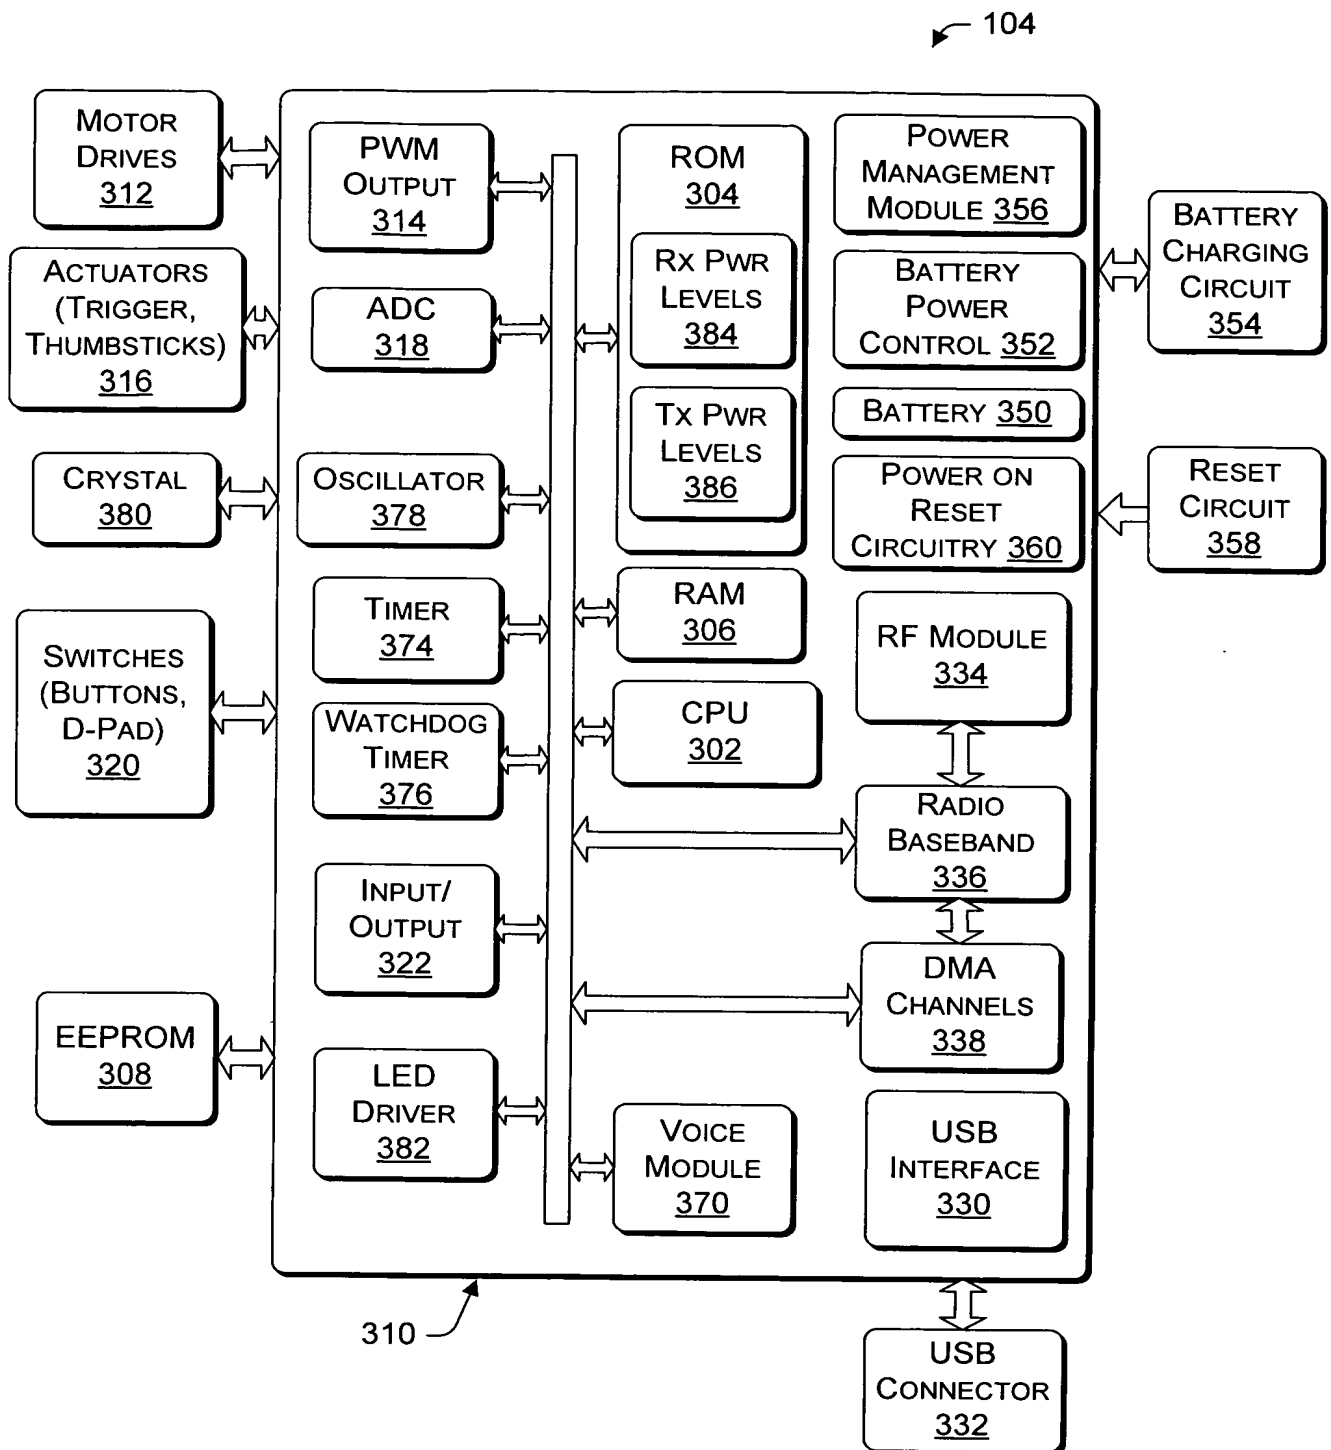 104
MOTOR
DRIVES
312
ACTUATORS
(TRIGGER,
THUMBSTICKS)
316
CRYSTAL
380
SWITCHES
(BUTTONS,
D-PAD)
320
EEPROM
308
PWM
OUTPUT
314
ADC
318
OSCILLATOR
378
TIMER
374
WATCHDOG
TIMER
376
INPUT/
OUTPUT
322
LED
DRIVER
382
ROM
304
RX PWR
LEVELS
384
TX PWR
LEVELS
386
RAM
306
CPU
302
VOICE
MODULE
370
POWER
MANAGEMENT
MODULE 356
BATTERY
POWER
CONTROL 352
BATTERY 350
POWER ON
RESET
CIRCUITRY 360
RF MODULE
334
RADIO
BASEBAND
336
DMA
CHANNELS
338
USB
INTERFACE
330
BATTERY
CHARGING
CIRCUIT
354
RESET
CIRCUIT
358
310
USB
CONNECTOR
332